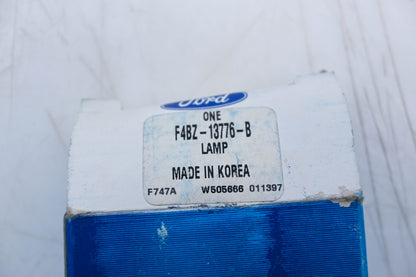 Ford
ONE
F4BZ-13776-B
LAMP
MADE IN KOREA
F747A W505666 011397